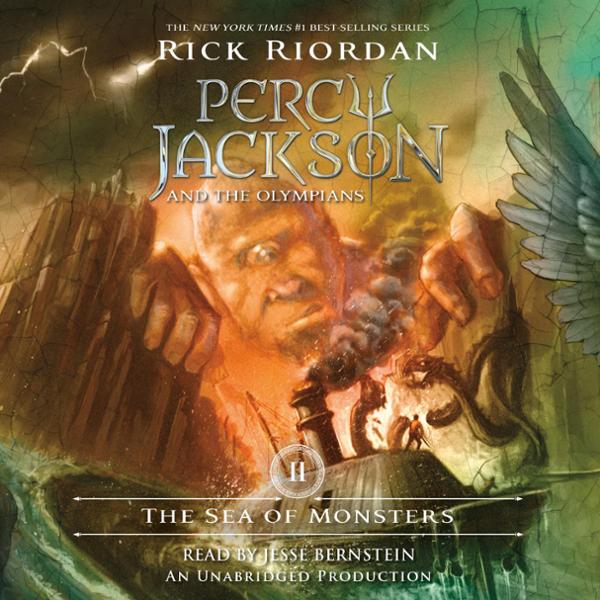 THE NEW YORK TIMES #1 BEST-SELLING SERIES
RICK RIORDAN
PERCY
JACKSON
AND THE OLYMPIANS
II
THE SEA OF MONSTERS
READ BY JESSE BERNSTEIN
AN UNABRIDGED PRODUCTION